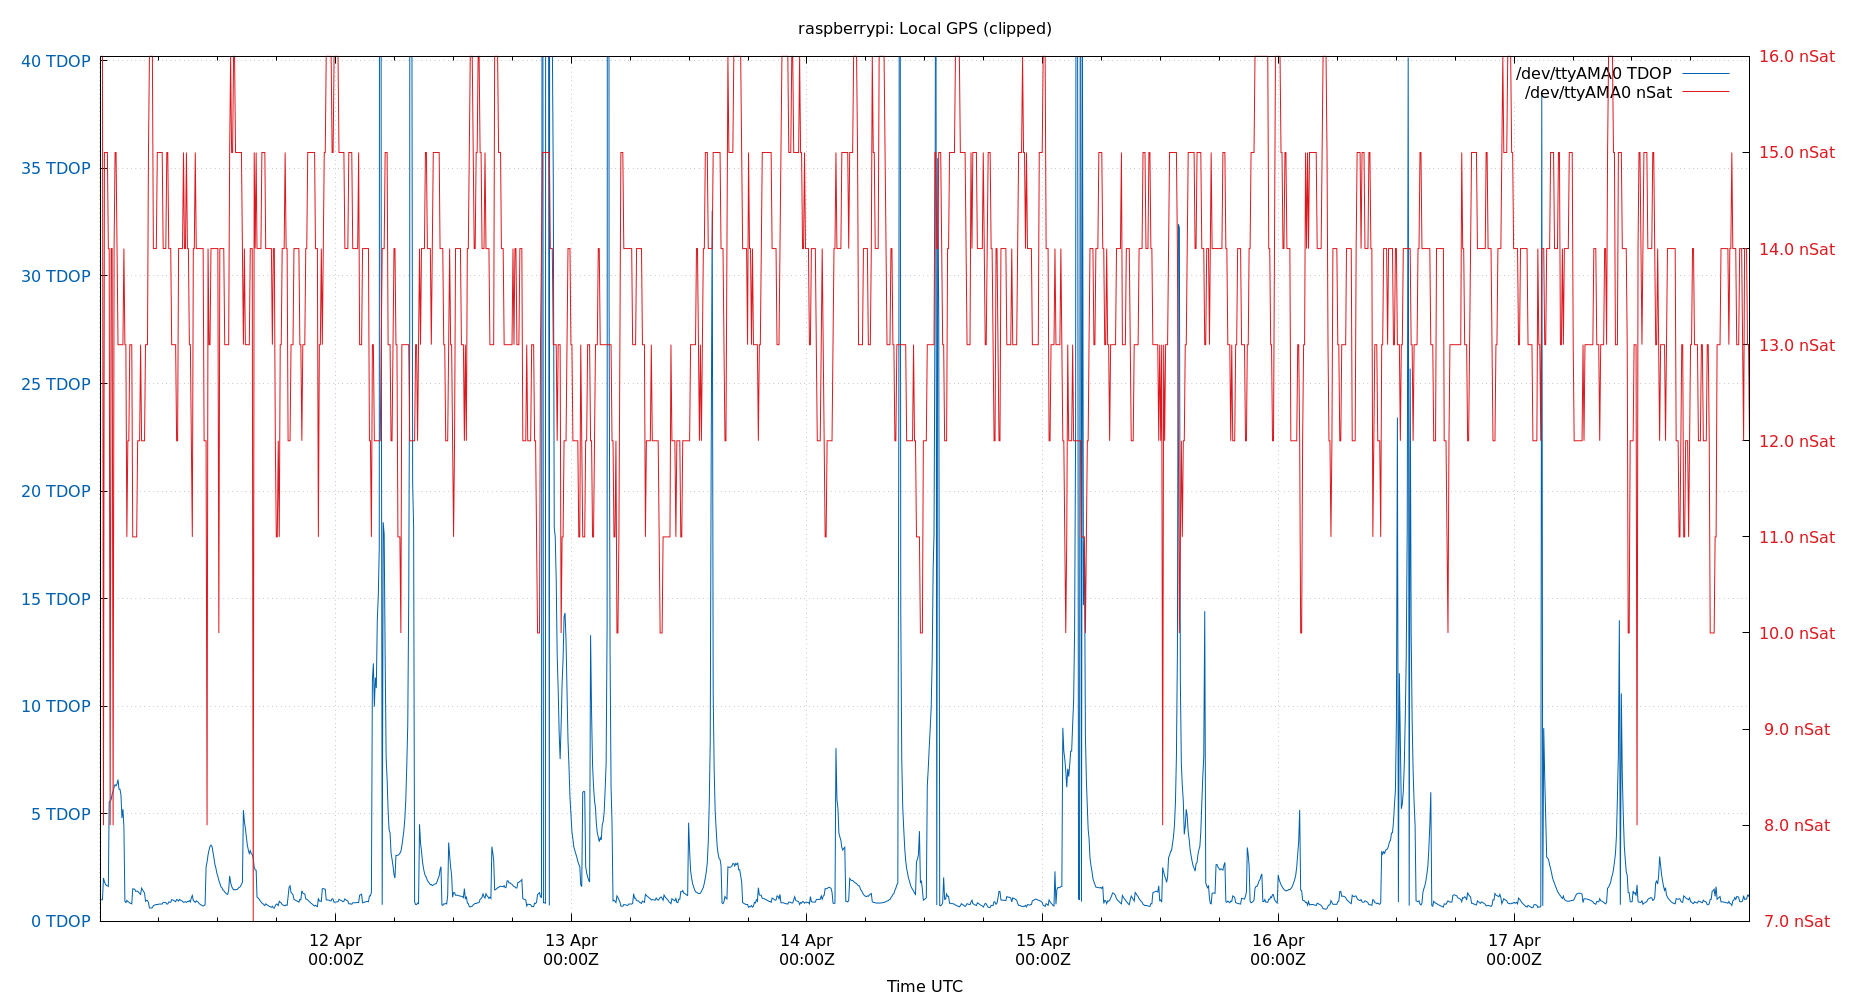 raspberrypi: Local GPS (clipped)
40 TDOP
35 TDOP
30 TDOP
25 TDOP
20 TDOP
15 TDOP
10 TDOP
5 TDOP
0 TDOP
16.0 nSat
15.0 nSat
14.0 nSat
13.0 nSat
12.0 nSat
11.0 nSat
10.0 nSat
9.0 nSat
8.0 nSat
7.0 nSat
/dev/ttyAMA0 TDOP
/dev/ttyAMA0 nSat
12 Apr
00:00Z
13 Apr
00:00Z
14 Apr
00:00Z
15 Apr
00:00Z
16 Apr
00:00Z
17 Apr
00:00Z
Time UTC